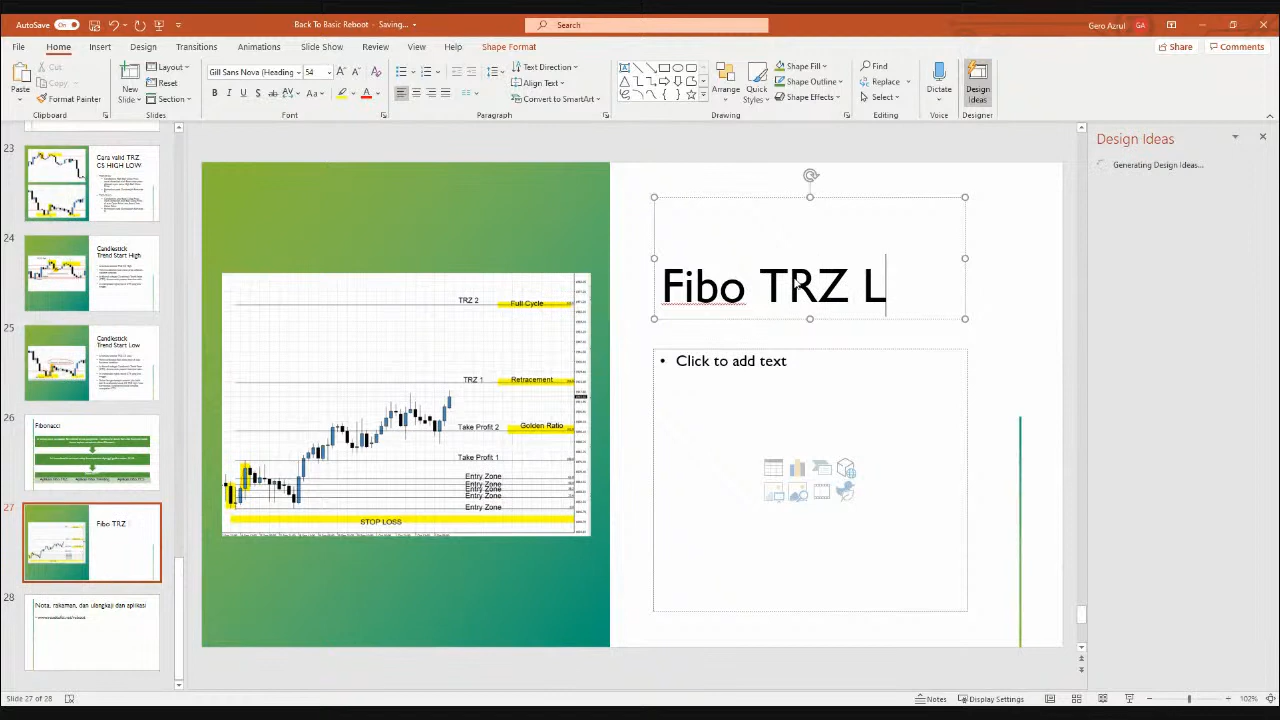 AutoSave
On
Back To Basic Reboot - Saving...
Search
Gero Azrul
GA
File
Home
Insert
Design
Transitions
Animations
Slide Show
Review
View
Help
Shape Format
Share
Comments
Paste
Cut
Copy
Format Painter
Clipboard
New
Slide
Layout
Reset
Section
Slides
Gill Sans Nova (Heading
54
Font
Text Direction
Align Text
Convert to SmartArt
Paragraph
Arrange
Quick
Styles
Shape Fill
Shape Outline
Shape Effects
Drawing
Find
Replace
Select
Editing
Dictate
Voice
Design
Ideas
Designer
23
Cara valid TRZ
CS HIGH LOW
24
Candlestick
Trend Start High
25
Candlestick
Trend Start Low
26
Fibonacci
27
Fibo TRZ
28
Nota, rakaman, dan ulangkaji dan aplikasi
TRZ 2
Full Cycle
TRZ 1
Retracement
Take Profit 2
Golden Ratio
Take Profit 1
Entry Zone
Entry Zone
Entry Zone
Entry Zone
Entry Zone
STOP LOSS
Fibo TRZ L
• Click to add text
Design Ideas
Generating Design Ideas...
Slide 27 of 28
Notes
Display Settings
102%